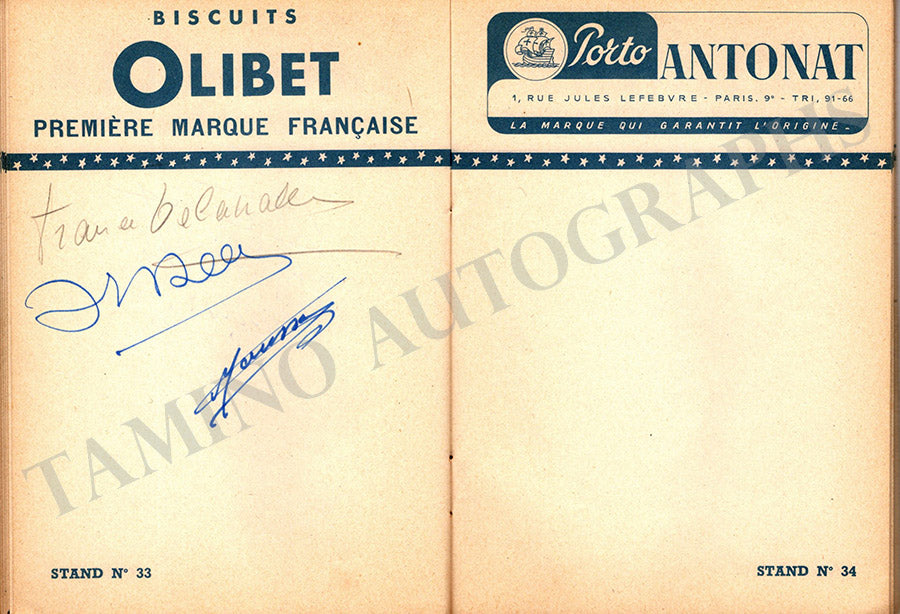 BISCUITS
OLIBET
PREMIÈRE MARQUE FRANÇAISE
STAND N° 33
Porto ANTONAT
1, RUE JULES LEFEBVRE - PARIS. 9e - TRI, 91-66
LA MARQUE QUI GARANTIT L'ORIGINE -
STAND N° 34
TAMINO AUTOGRAPHS